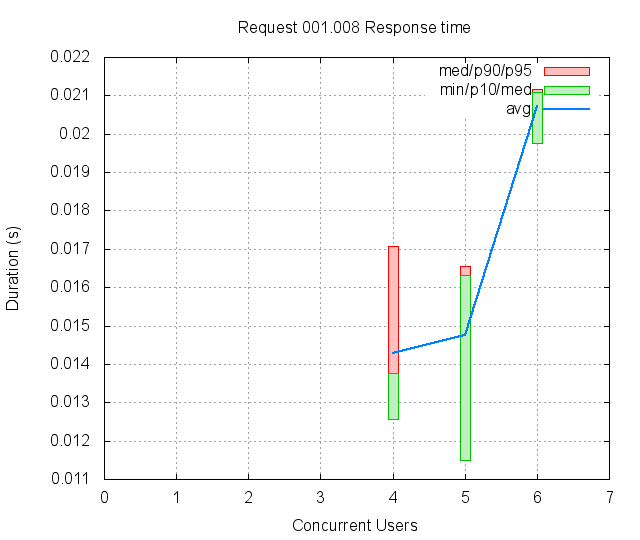 Request 001.008 Response time
0.022
0.021
0.02
0.019
0.018
0.017
0.016
0.015
0.014
0.013
0.012
0.011
Duration (s)
med/p90/p95
min/p10/med
avg
0 1 2 3 4 5 6 7
Concurrent Users